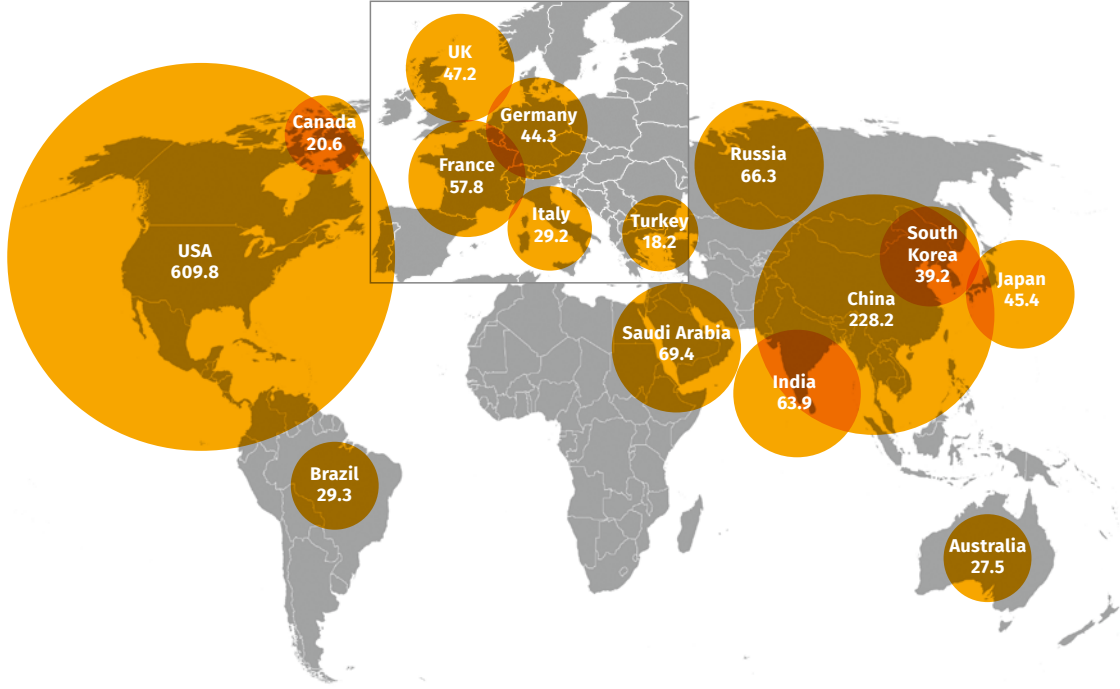 UK
47.2
Canada
20.6
Germany
44.3
France
57.8
Russia
66.3
Italy
29.2
Turkey
18.2
USA
609.8
South
Korea
39.2
Japan
45.4
China
228.2
Saudi Arabia
69.4
India
63.9
Brazil
29.3
Australia
27.5